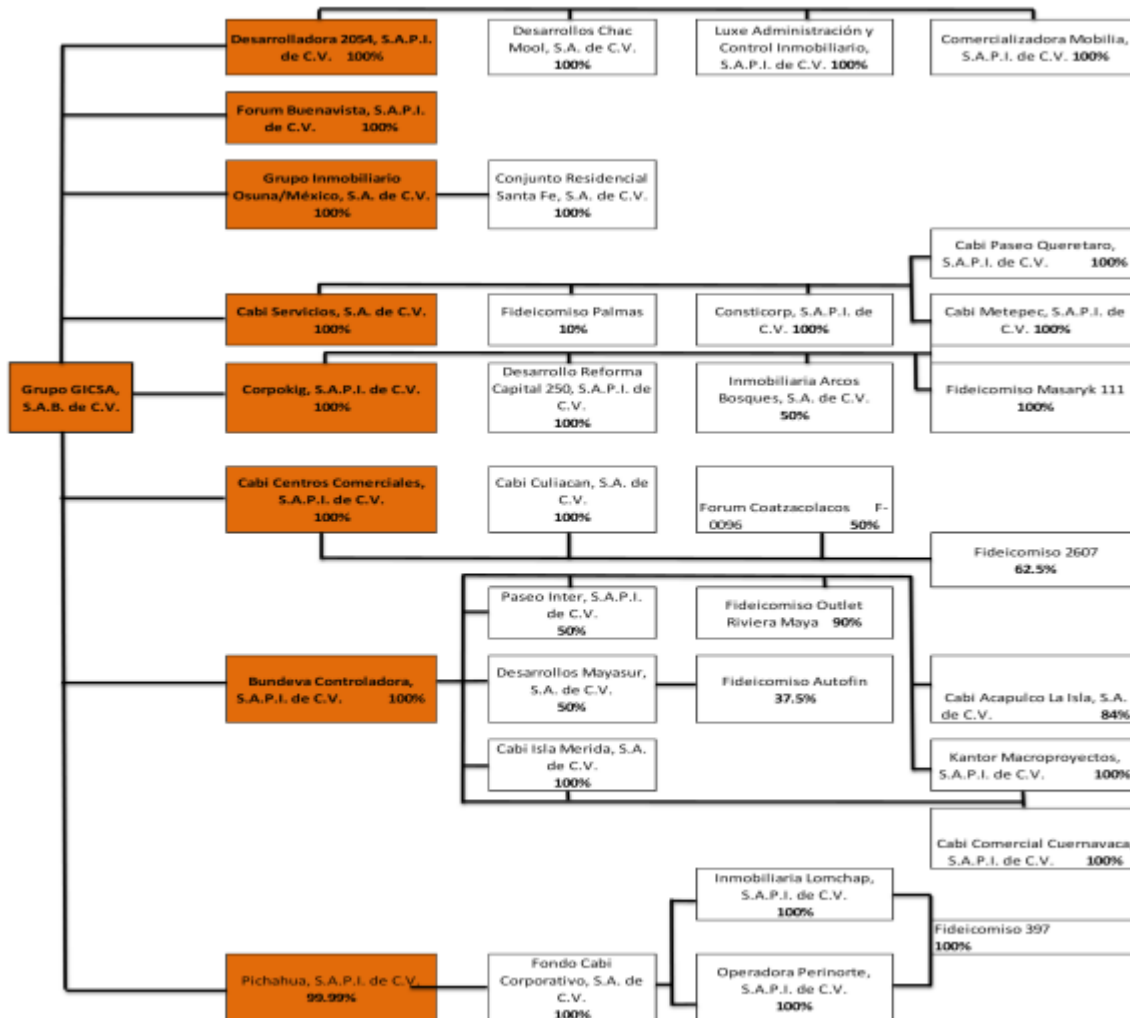 Desarrolladora 2054, S.A.P.I.
de C.V. 100%
Desarrollos Chac
Mool, S.A. de C.V.
100%
Luxe Administración y
Control Inmobiliario,
S.A.P.I. de C.V. 100%
Comercializadora Mobilia,
S.A.P.I. de C.V. 100%
Forum Buenavista, S.A.P.I.
de C.V. 100%
Grupo Inmobiliario
Osuna/México, S.A. de C.V.
100%
Conjunto Residencial
Santa Fe, S.A. de C.V.
100%
Cabi Paseo Queretaro,
S.A.P.I. de C.V. 100%
Cabi Servicios, S.A. de C.V.
100%
Fideicomiso Palmas
10%
Consticorp, S.A.P.I. de
C.V. 100%
Cabi Metepec, S.A.P.I. de
C.V. 100%
Grupo GICSA,
S.A.B. de C.V.
Corpokig, S.A.P.I. de C.V.
100%
Desarrollo Reforma
Capital 250, S.A.P.I. de
C.V.
100%
Inmobiliaria Arcos
Bosques, S.A. de C.V.
50%
Fideicomiso Masaryk 111
100%
Cabi Centros Comerciales,
S.A.P.I. de C.V.
100%
Cabi Culiacan, S.A. de
C.V.
100%
Forum Coatzacolacos F-
0096 50%
Fideicomiso 2607
62.5%
Paseo Inter, S.A.P.I.
de C.V.
50%
Fideicomiso Outlet
Riviera Maya 90%
Bundeva Controladora,
S.A.P.I. de C.V. 100%
Desarrollos Mayasur,
S.A. de C.V.
50%
Fideicomiso Autofin
37.5%
Cabi Acapulco La Isla, S.A.
de C.V. 84%
Cabi Isla Merida, S.A.
de C.V.
100%
Kantor Macroproyectos,
S.A.P.I. de C.V. 100%
Cabi Comercial Cuernavaca
S.A.P.I. de C.V. 100%
Inmobiliaria Lomchap,
S.A.P.I. de C.V.
100%
Fideicomiso 397
100%
Pichahua, S.A.P.I. de C.V.
99.99%
Fondo Cabi
Corporativo, S.A. de
C.V.
100%
Operadora Perinorte,
S.A.P.I. de C.V.
100%